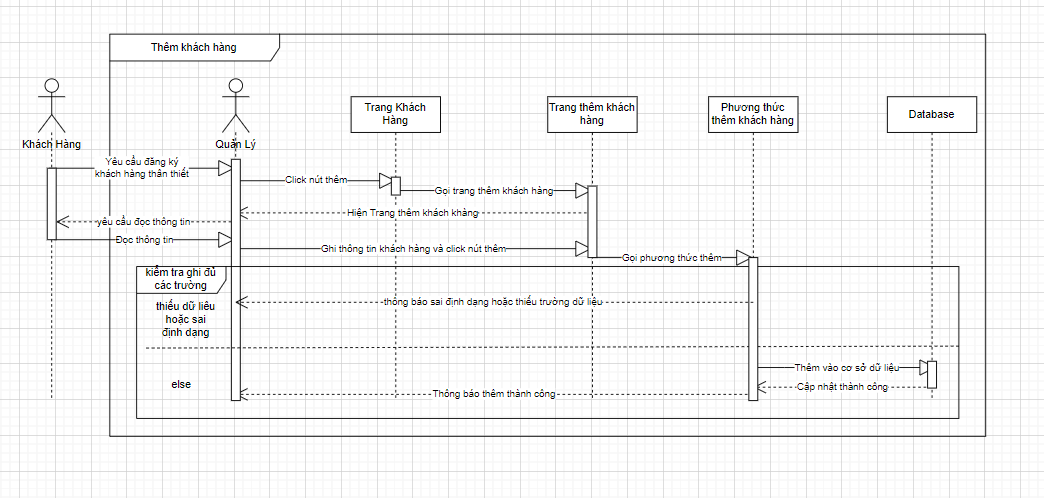 Thêm khách hàng
Khách Hàng
Quản Lý
Trang Khách
Hàng
Trang thêm khách
hàng
Phương thức
thêm khách hàng
Database
Yêu cầu đăng ký
khách hàng thân thiết
Click nút thêm
Gọi trang thêm khách hàng
Hiện Trang thêm khách khàng
yêu cầu đọc thông tin
Đọc thông tin
Ghi thông tin khách hàng và click nút thêm
Gọi phương thức thêm
kiểm tra ghi đủ
các trường
thông báo sai định dạng hoặc thiếu trường dữ liệu
thiếu dữ liêu
hoặc sai
định dạng
Thêm vào cơ sở dữ liệu
else
Cập nhật thành công
Thông báo thêm thành công